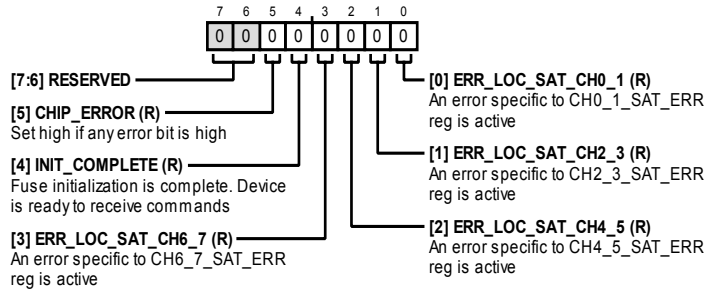 7 6 5 4 3 2 1 0
0 0 0 0 0 0 0 0
[7:6] RESERVED
[5] CHIP_ERROR (R)
Set high if any error bit is high
[4] INIT_COMPLETE (R)
Fuse initialization is complete. Device
is ready to receive commands
[3] ERR_LOC_SAT_CH6_7 (R)
An error specific to CH6_7_SAT_ERR
reg is active
[0] ERR_LOC_SAT_CH0_1 (R)
An error specific to CH0_1_SAT_ERR
reg is active
[1] ERR_LOC_SAT_CH2_3 (R)
An error specific to CH2_3_SAT_ERR
reg is active
[2] ERR_LOC_SAT_CH4_5 (R)
An error specific to CH4_5_SAT_ERR
reg is active